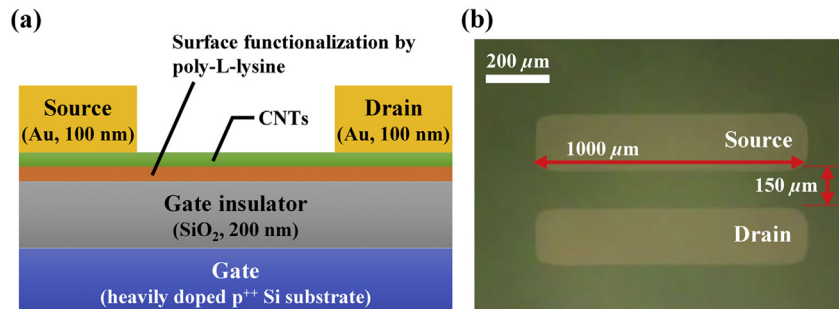 (a)
Surface functionalization by
poly-L-lysine
Source
(Au, 100 nm)
CNTs
Drain
(Au, 100 nm)
Gate insulator
(SiO₂, 200 nm)
Gate
(heavily doped p⁺⁺ Si substrate)
(b)
200 μm
Source
1000 μm
150 μm
Drain